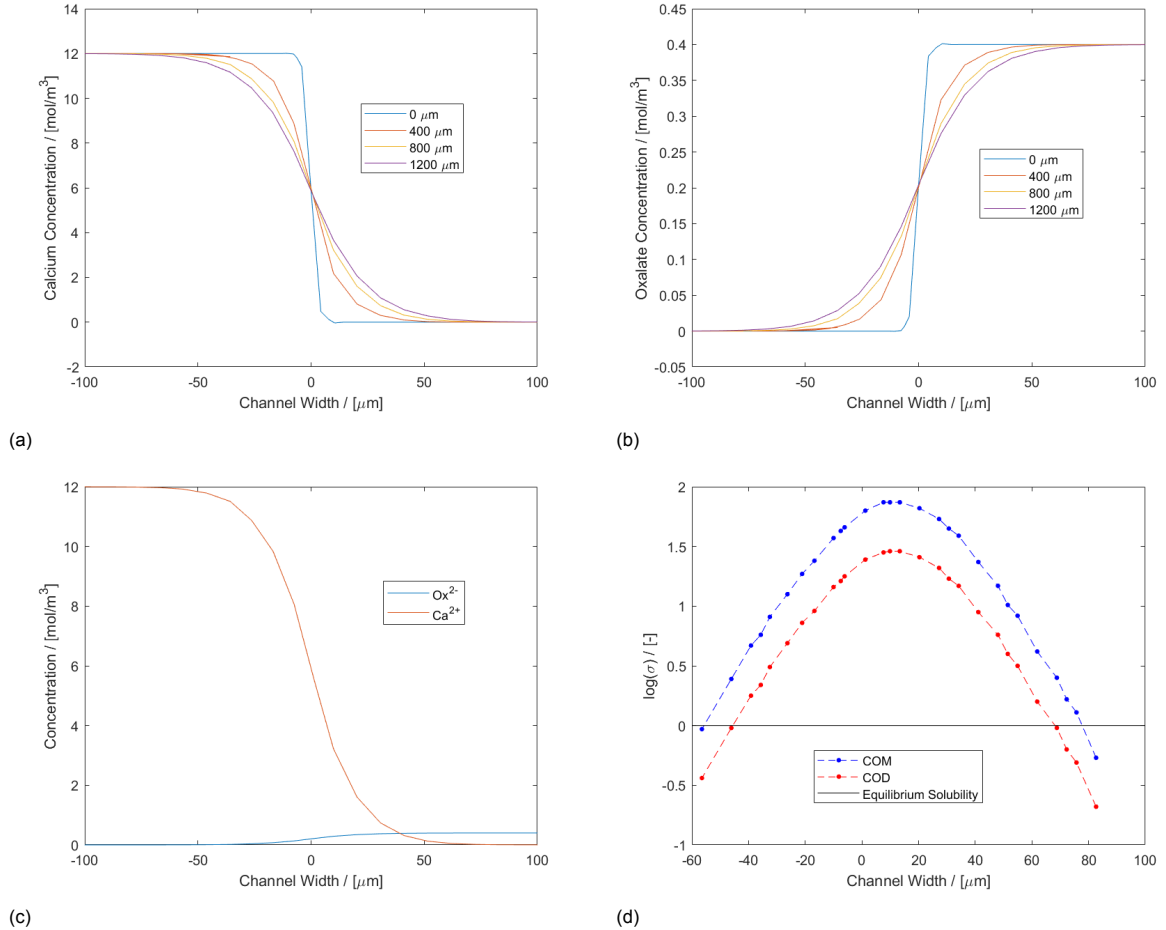 12
10
8
6
4
2
0
-2
-100
-50
0
50
100
Calcium Concentration / [mol/m³]
Channel Width / [μm]
0 μm
400 μm
800 μm
1200 μm
(a)
0.45
0.4
0.35
0.3
0.25
0.2
0.15
0.1
0.05
0
-0.05
-100
-50
0
50
100
Oxalate Concentration / [mol/m³]
Channel Width / [μm]
0 μm
400 μm
800 μm
1200 μm
(b)
12
10
8
6
4
2
0
-100
-50
0
50
100
Concentration / [mol/m³]
Channel Width / [μm]
Ox²⁻
Ca²⁺
(c)
2
1.5
1
0.5
0
-0.5
-1
-60
-40
-20
0
20
40
60
80
100
log(σ) / [-]
Channel Width / [μm]
COM
COD
Equilibrium Solubility
(d)